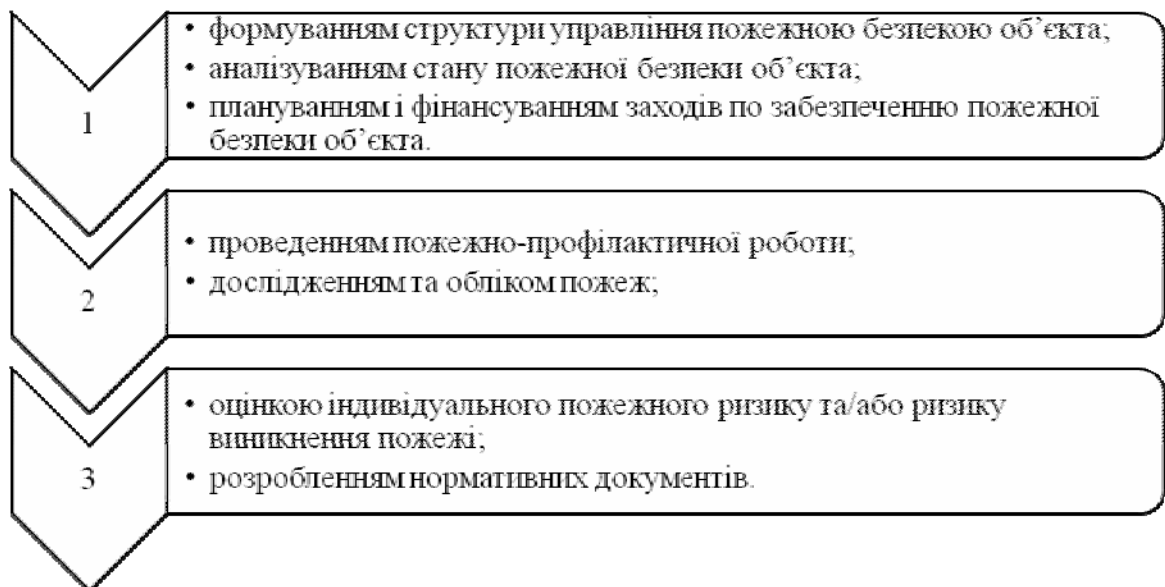 1
• формуванням структури управління пожежною безпекою об’єкта;
• аналізуванням стану пожежної безпеки об’єкта;
• плануванням і фінансуванням заходів по забезпеченню пожежної
безпеки об’єкта.
2
• проведенням пожежно-профілактичної роботи;
• дослідженням та обліком пожеж;
3
• оцінкою індивідуального пожежного ризику та/або ризику
виникнення пожежі;
• розробленням нормативних документів.